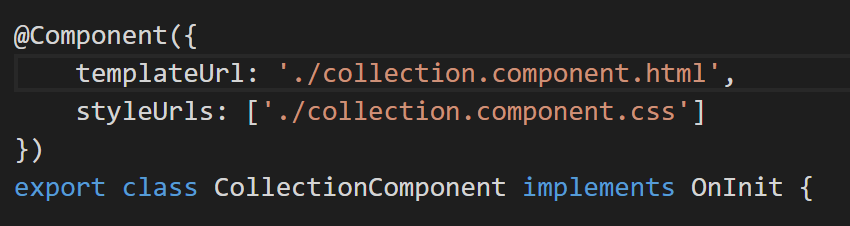 @Component({
    templateUrl: './collection.component.html',
    styleUrls: ['./collection.component.css']
})
export class CollectionComponent implements OnInit {